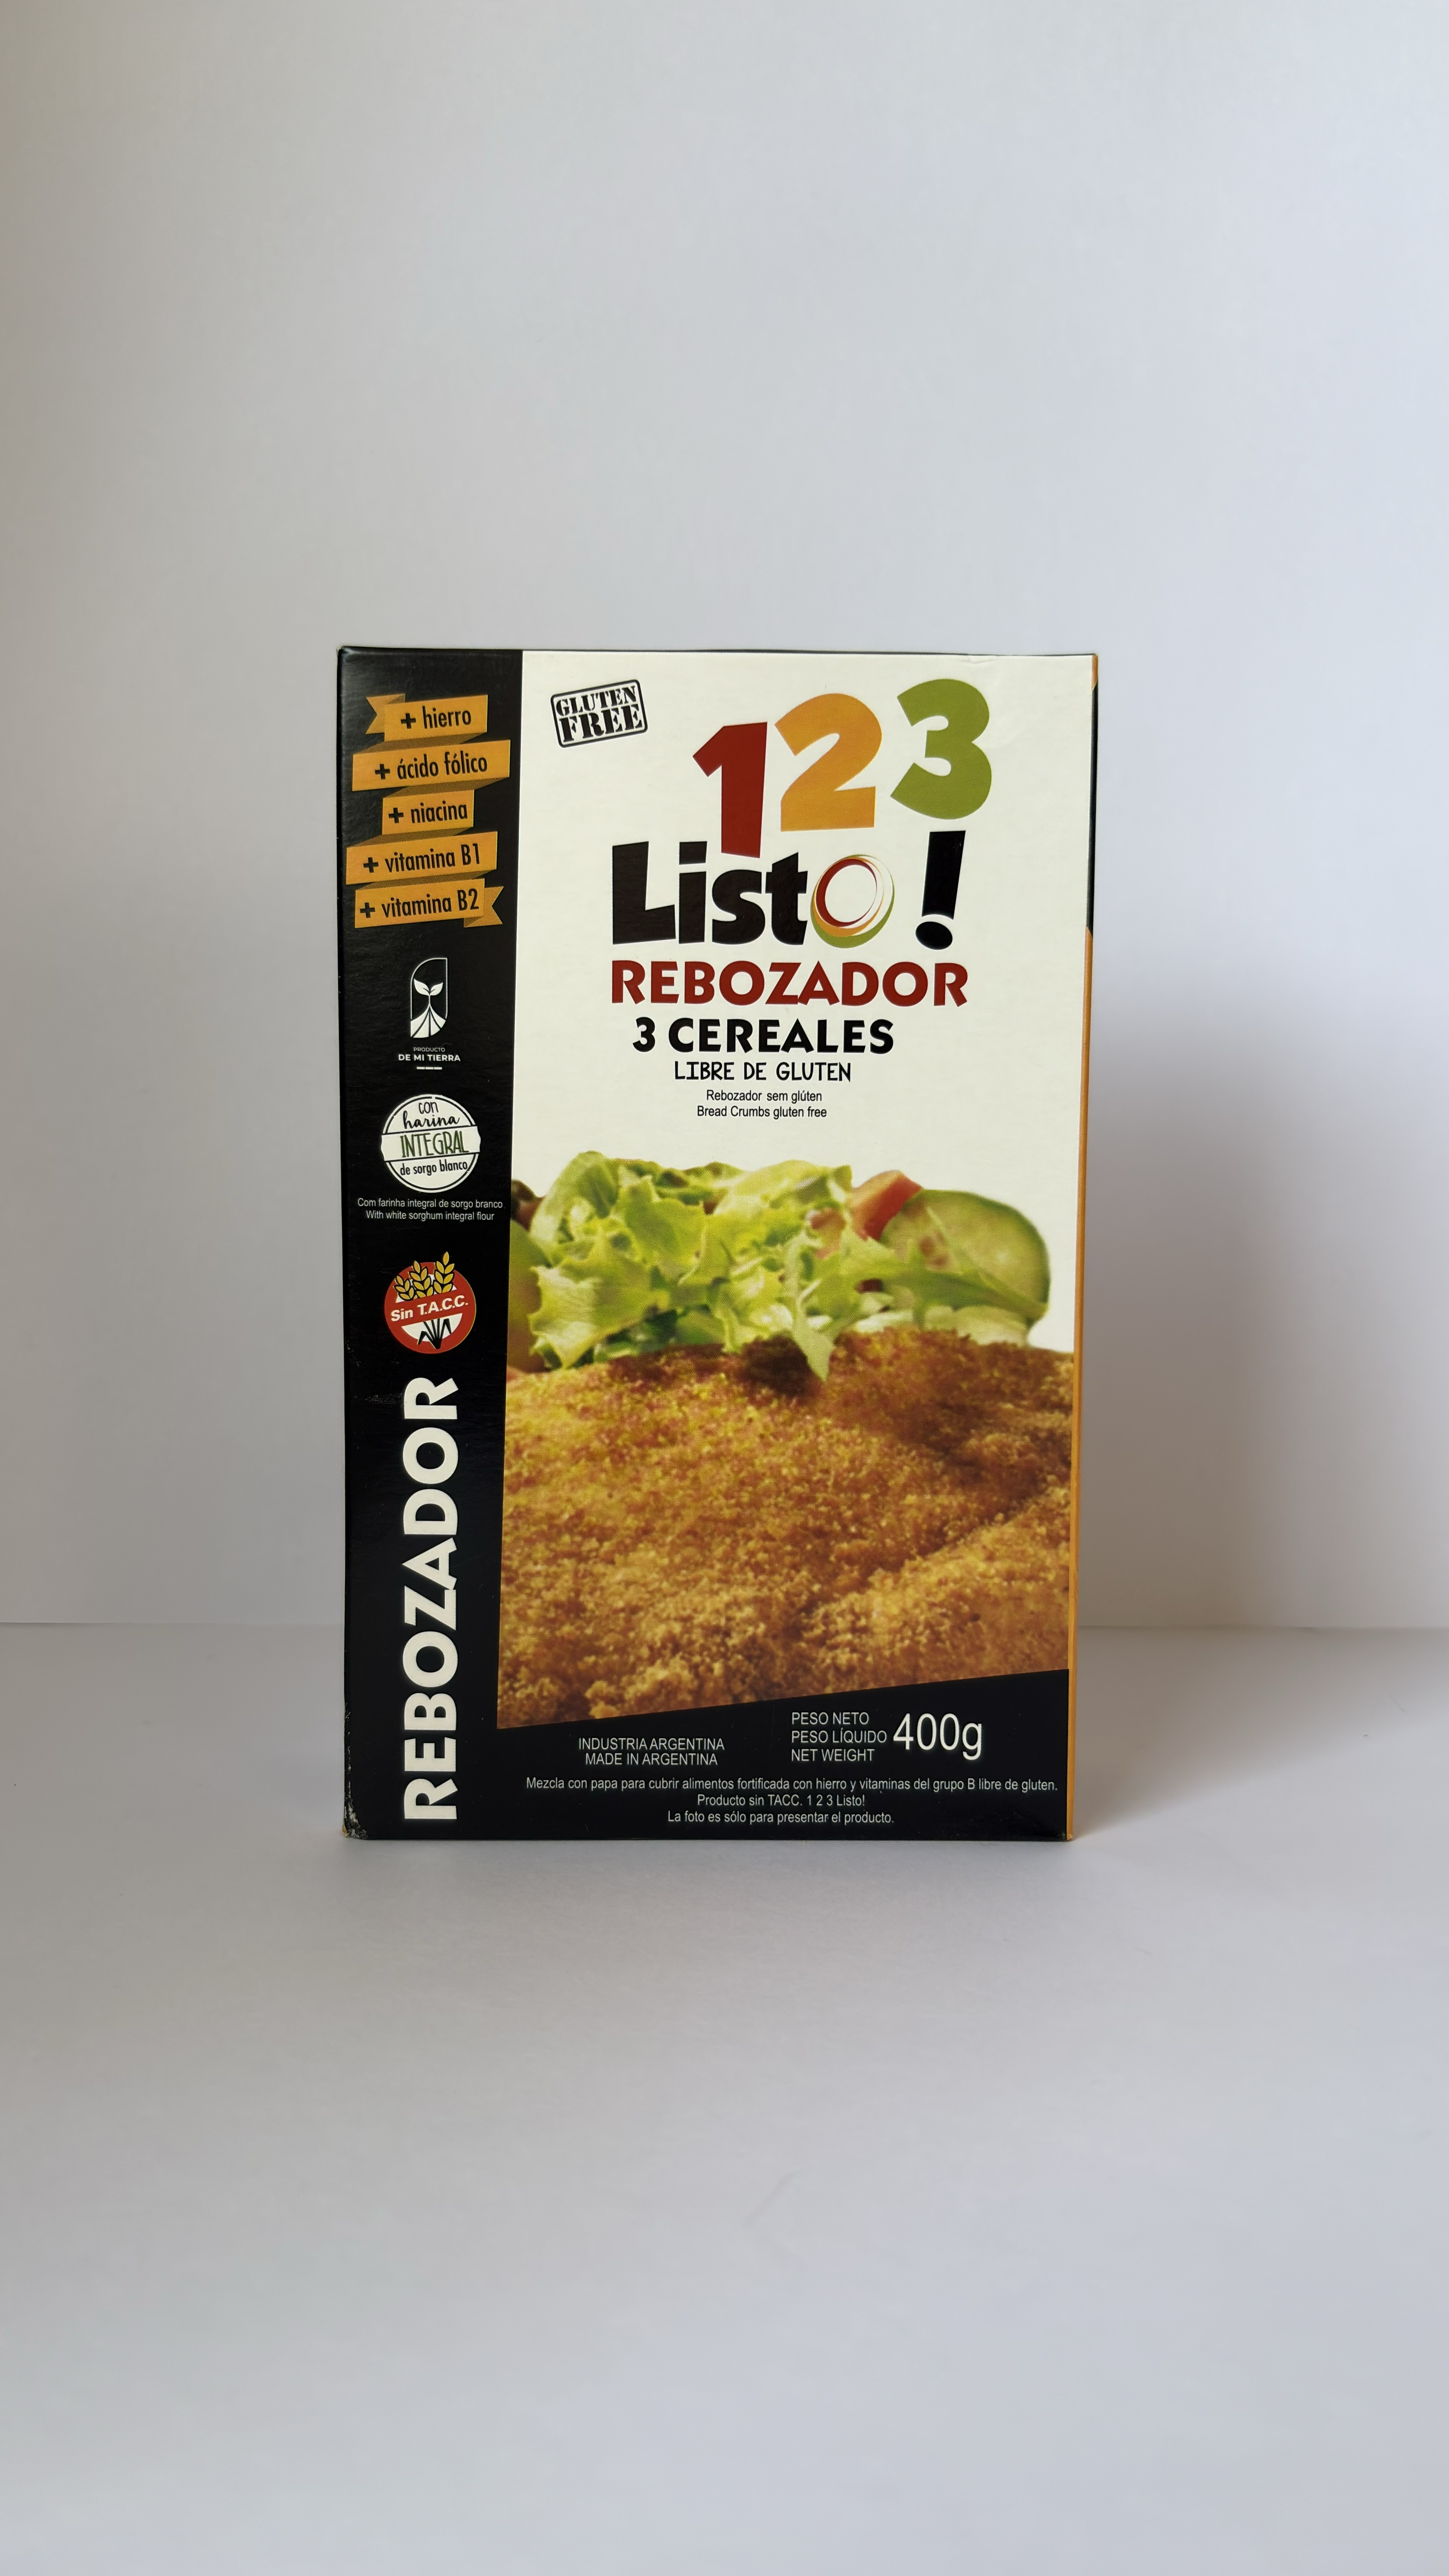 + hierro
+ ácido fólico
+ niacina
+ vitamina B1
+ vitamina B2
PRODUCTO
DE MI TIERRA
con
harina
INTEGRAL
de sorgo blanco
Com farinha integral de sorgo branco
With white sorghum integral flour
Sin T.A.C.C.
REBOZADOR
GLUTEN
FREE
1 2 3
Listo!
REBOZADOR
3 CEREALES
LIBRE DE GLUTEN
Rebozador sem glúten
Bread Crumbs gluten free
INDUSTRIA ARGENTINA
MADE IN ARGENTINA
PESO NETO
PESO LÍQUIDO
NET WEIGHT
400g
Mezcla con papa para cubrir alimentos fortificada con hierro y vitaminas del grupo B libre de gluten.
Producto sin TACC. 1 2 3 Listo!
La foto es sólo para presentar el producto.